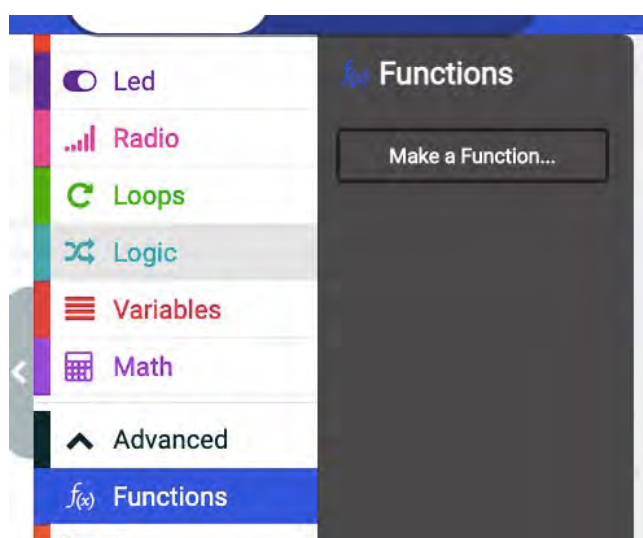 Led
Radio
Loops
Logic
Variables
Math
Advanced
f(x) Functions
f(x) Functions
Make a Function...